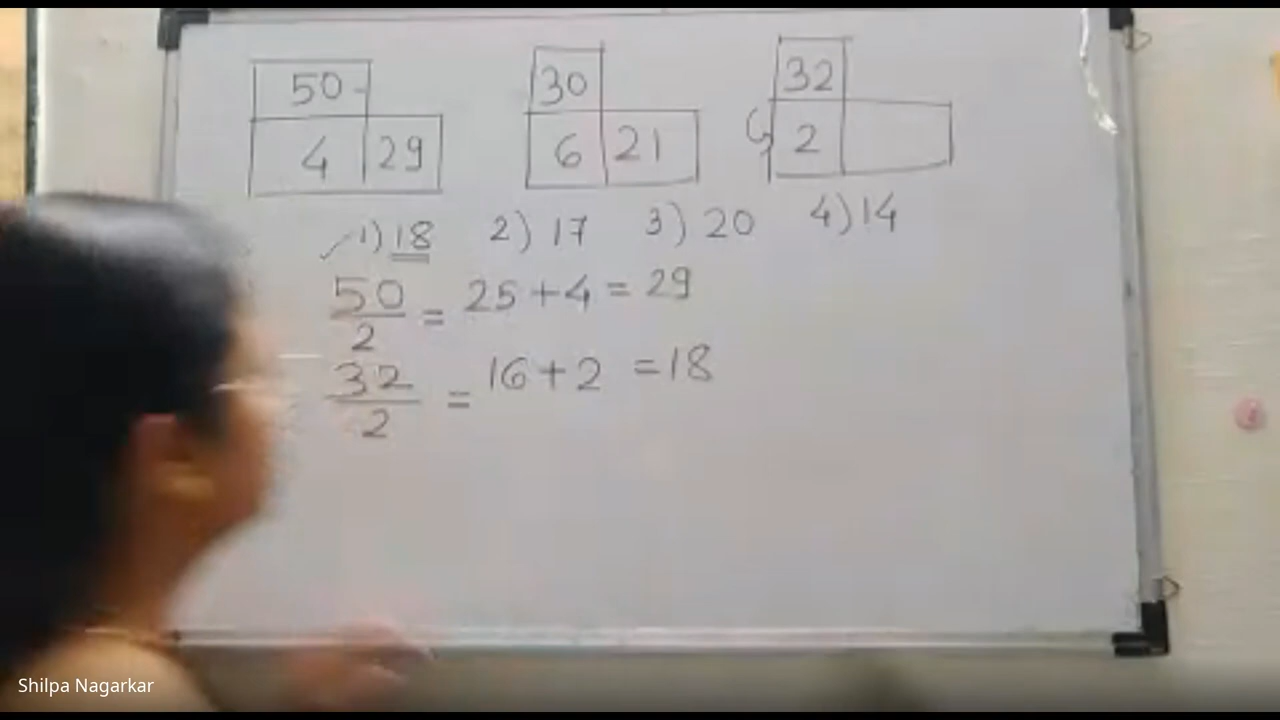 50 30 32
4 29 6 21 2
1) 18 2) 17 3) 20 4) 14
50/2 = 25 + 4 = 29
32/2 = 16 + 2 = 18
Shilpa Nagarkar